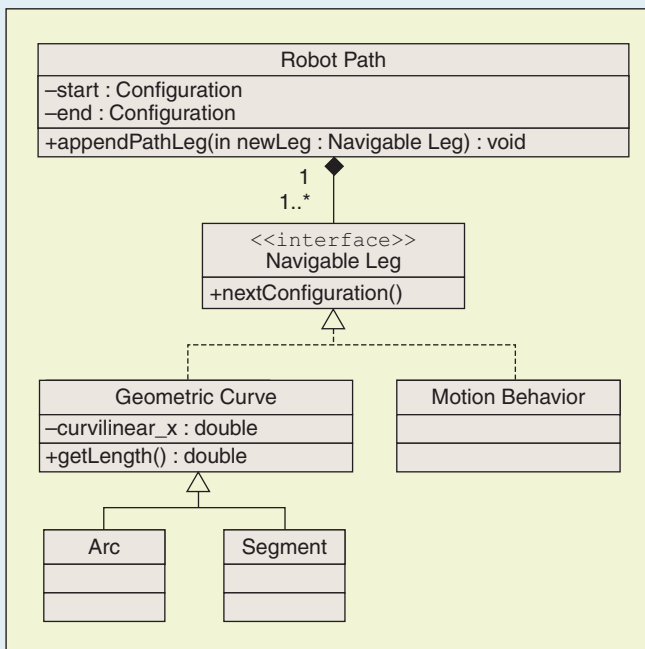 Robot Path
–start : Configuration
–end : Configuration
+appendPathLeg(in newLeg : Navigable Leg) : void
1
1..*
<<interface>>
Navigable Leg
+nextConfiguration()
Geometric Curve
–curvilinear_x : double
+getLength() : double
Motion Behavior
Arc
Segment